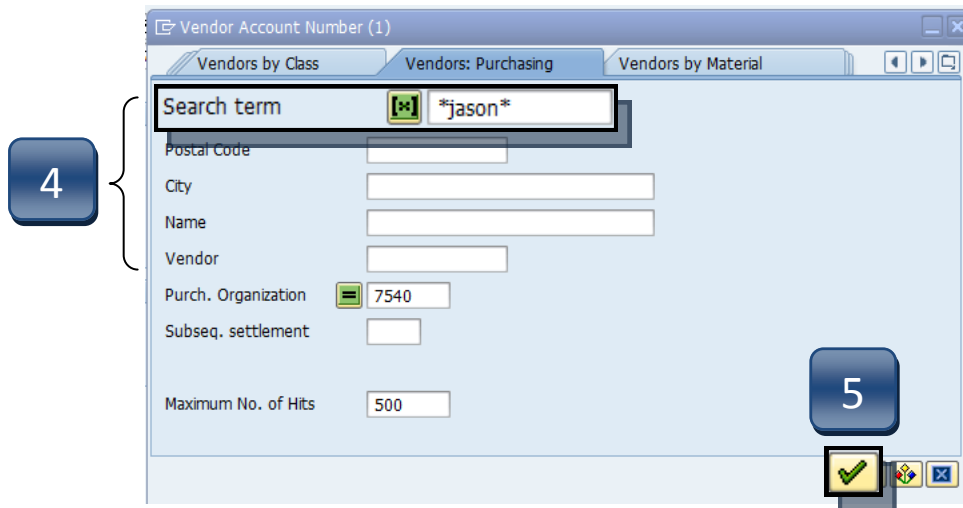 Vendor Account Number (1)
Vendors by Class Vendors: Purchasing Vendors by Material
Search term *jason*
Postal Code
City
Name
Vendor
Purch. Organization = 7540
Subseq. settlement
Maximum No. of Hits 500
4
5